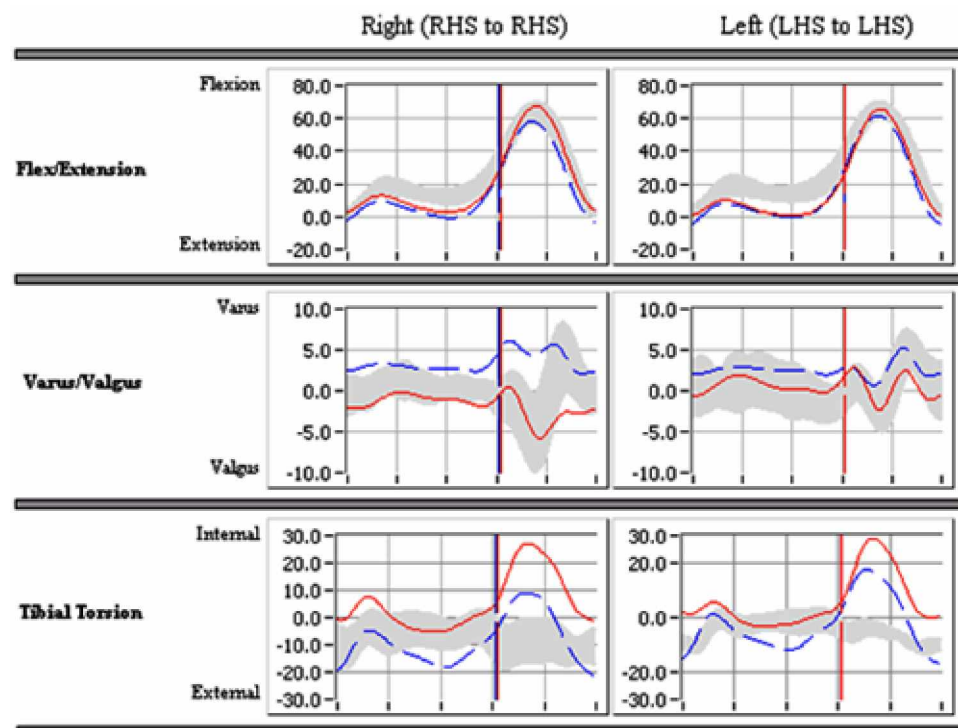 Right (RHS to RHS) Left (LHS to LHS)
Flexion 80.0 80.0
60.0 60.0
Flex/Extension 40.0 40.0
20.0 20.0
0.0 0.0
Extension -20.0 -20.0
Varus 10.0 10.0
5.0 5.0
Varus/Valgus 0.0 0.0
-5.0 -5.0
Valgus -10.0 -10.0
Internal 30.0 30.0
20.0 20.0
10.0 10.0
Tibial Torsion 0.0 0.0
-10.0 -10.0
-20.0 -20.0
External -30.0 -30.0